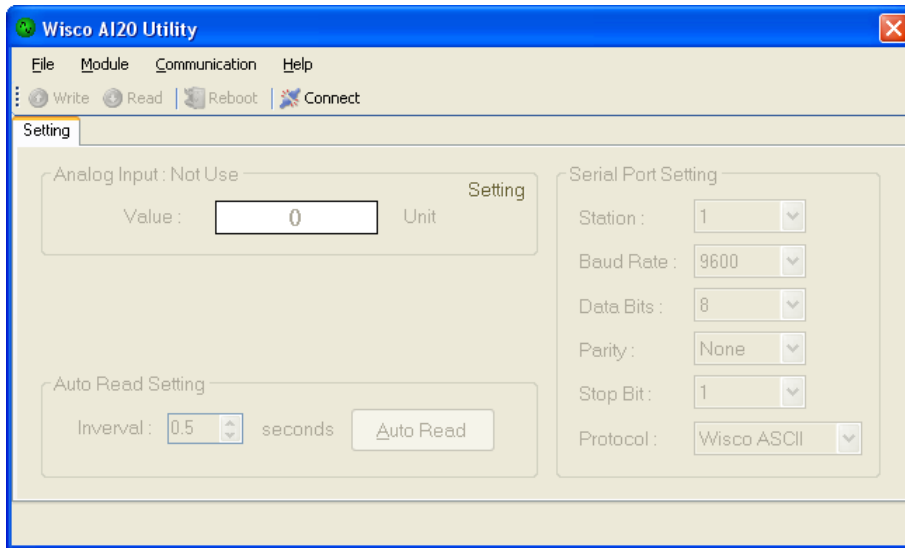 Wisco AI20 Utility
File Module Communication Help
Write Read Reboot Connect
Setting
Analog Input : Not Use
Setting
Value : 0 Unit
Auto Read Setting
Inverval : 0.5 seconds Auto Read
Serial Port Setting
Station : 1
Baud Rate : 9600
Data Bits : 8
Parity : None
Stop Bit : 1
Protocol : Wisco ASCII